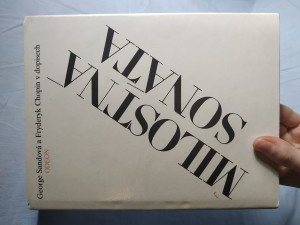 George Sandová a Fryderyk Chopin v dopisech
ODEON
MILOSTNÁ
SONÁTA